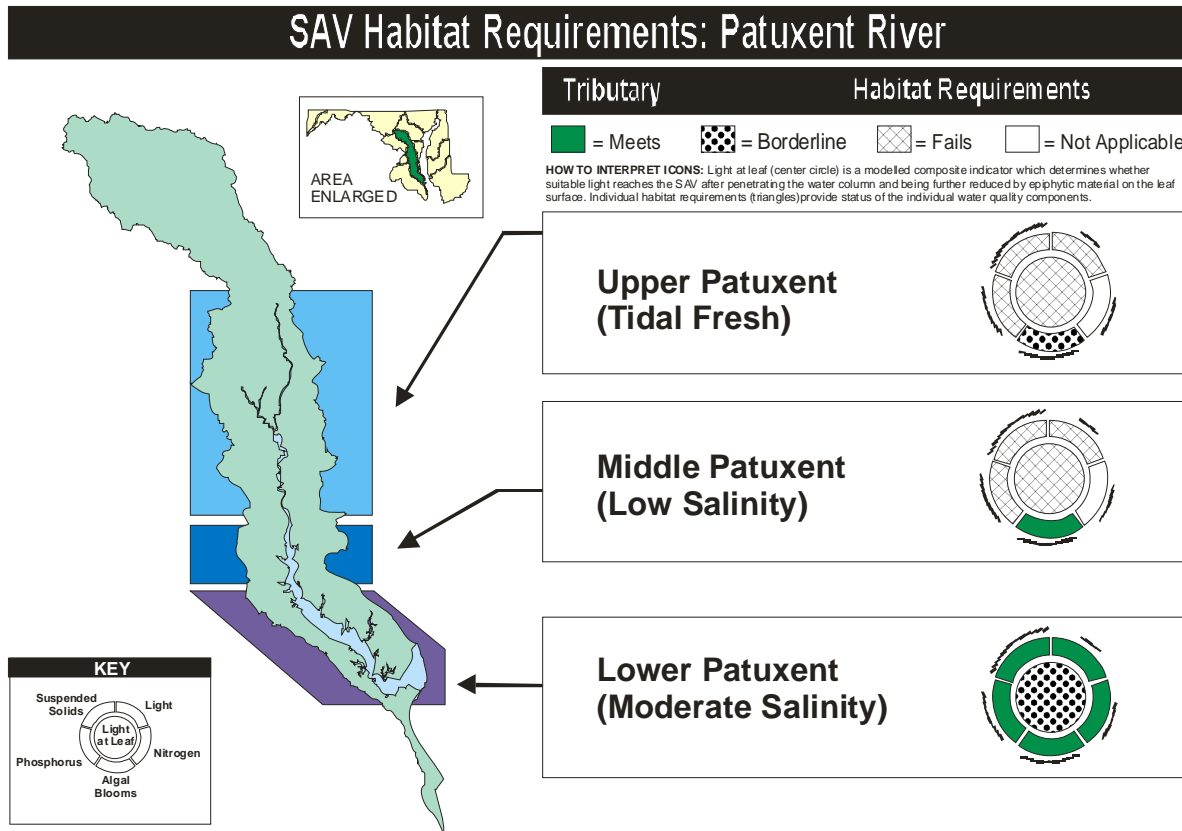 SAV Habitat Requirements: Patuxent River
Tributary Habitat Requirements
= Meets = Borderline = Fails = Not Applicable
HOW TO INTERPRET ICONS: Light at leaf (center circle) is a modelled composite indicator which determines whether
suitable light reaches the SAV after penetrating the water column and being further reduced by epiphytic material on the leaf
surface. Individual habitat requirements (triangles)provide status of the individual water quality components.
AREA
ENLARGED
Upper Patuxent
(Tidal Fresh)
Middle Patuxent
(Low Salinity)
Lower Patuxent
(Moderate Salinity)
KEY
Suspended
Solids
Light
Light
at Leaf
Phosphorus
Nitrogen
Algal
Blooms